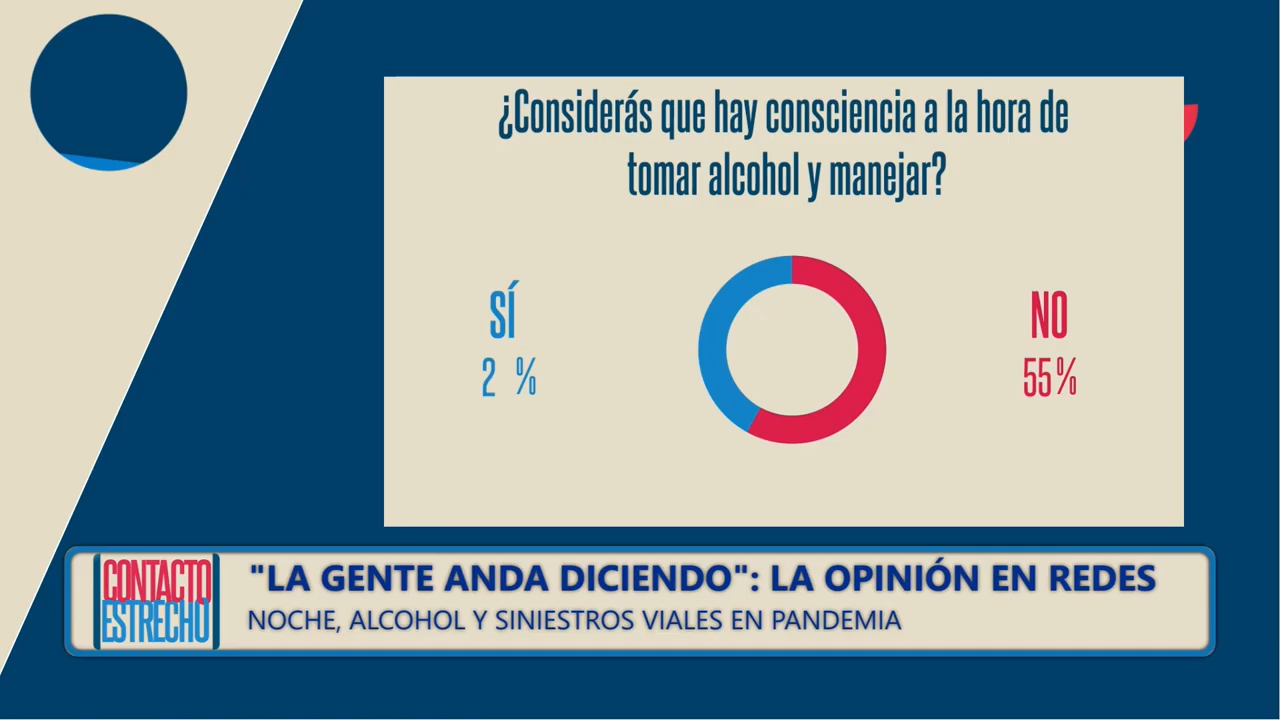 ¿Considerás que hay consciencia a la hora de
tomar alcohol y manejar?
SÍ
2 %
NO
55%
CONTACTO
ESTRECHO
"LA GENTE ANDA DICIENDO": LA OPINIÓN EN REDES
NOCHE, ALCOHOL Y SINIESTROS VIALES EN PANDEMIA